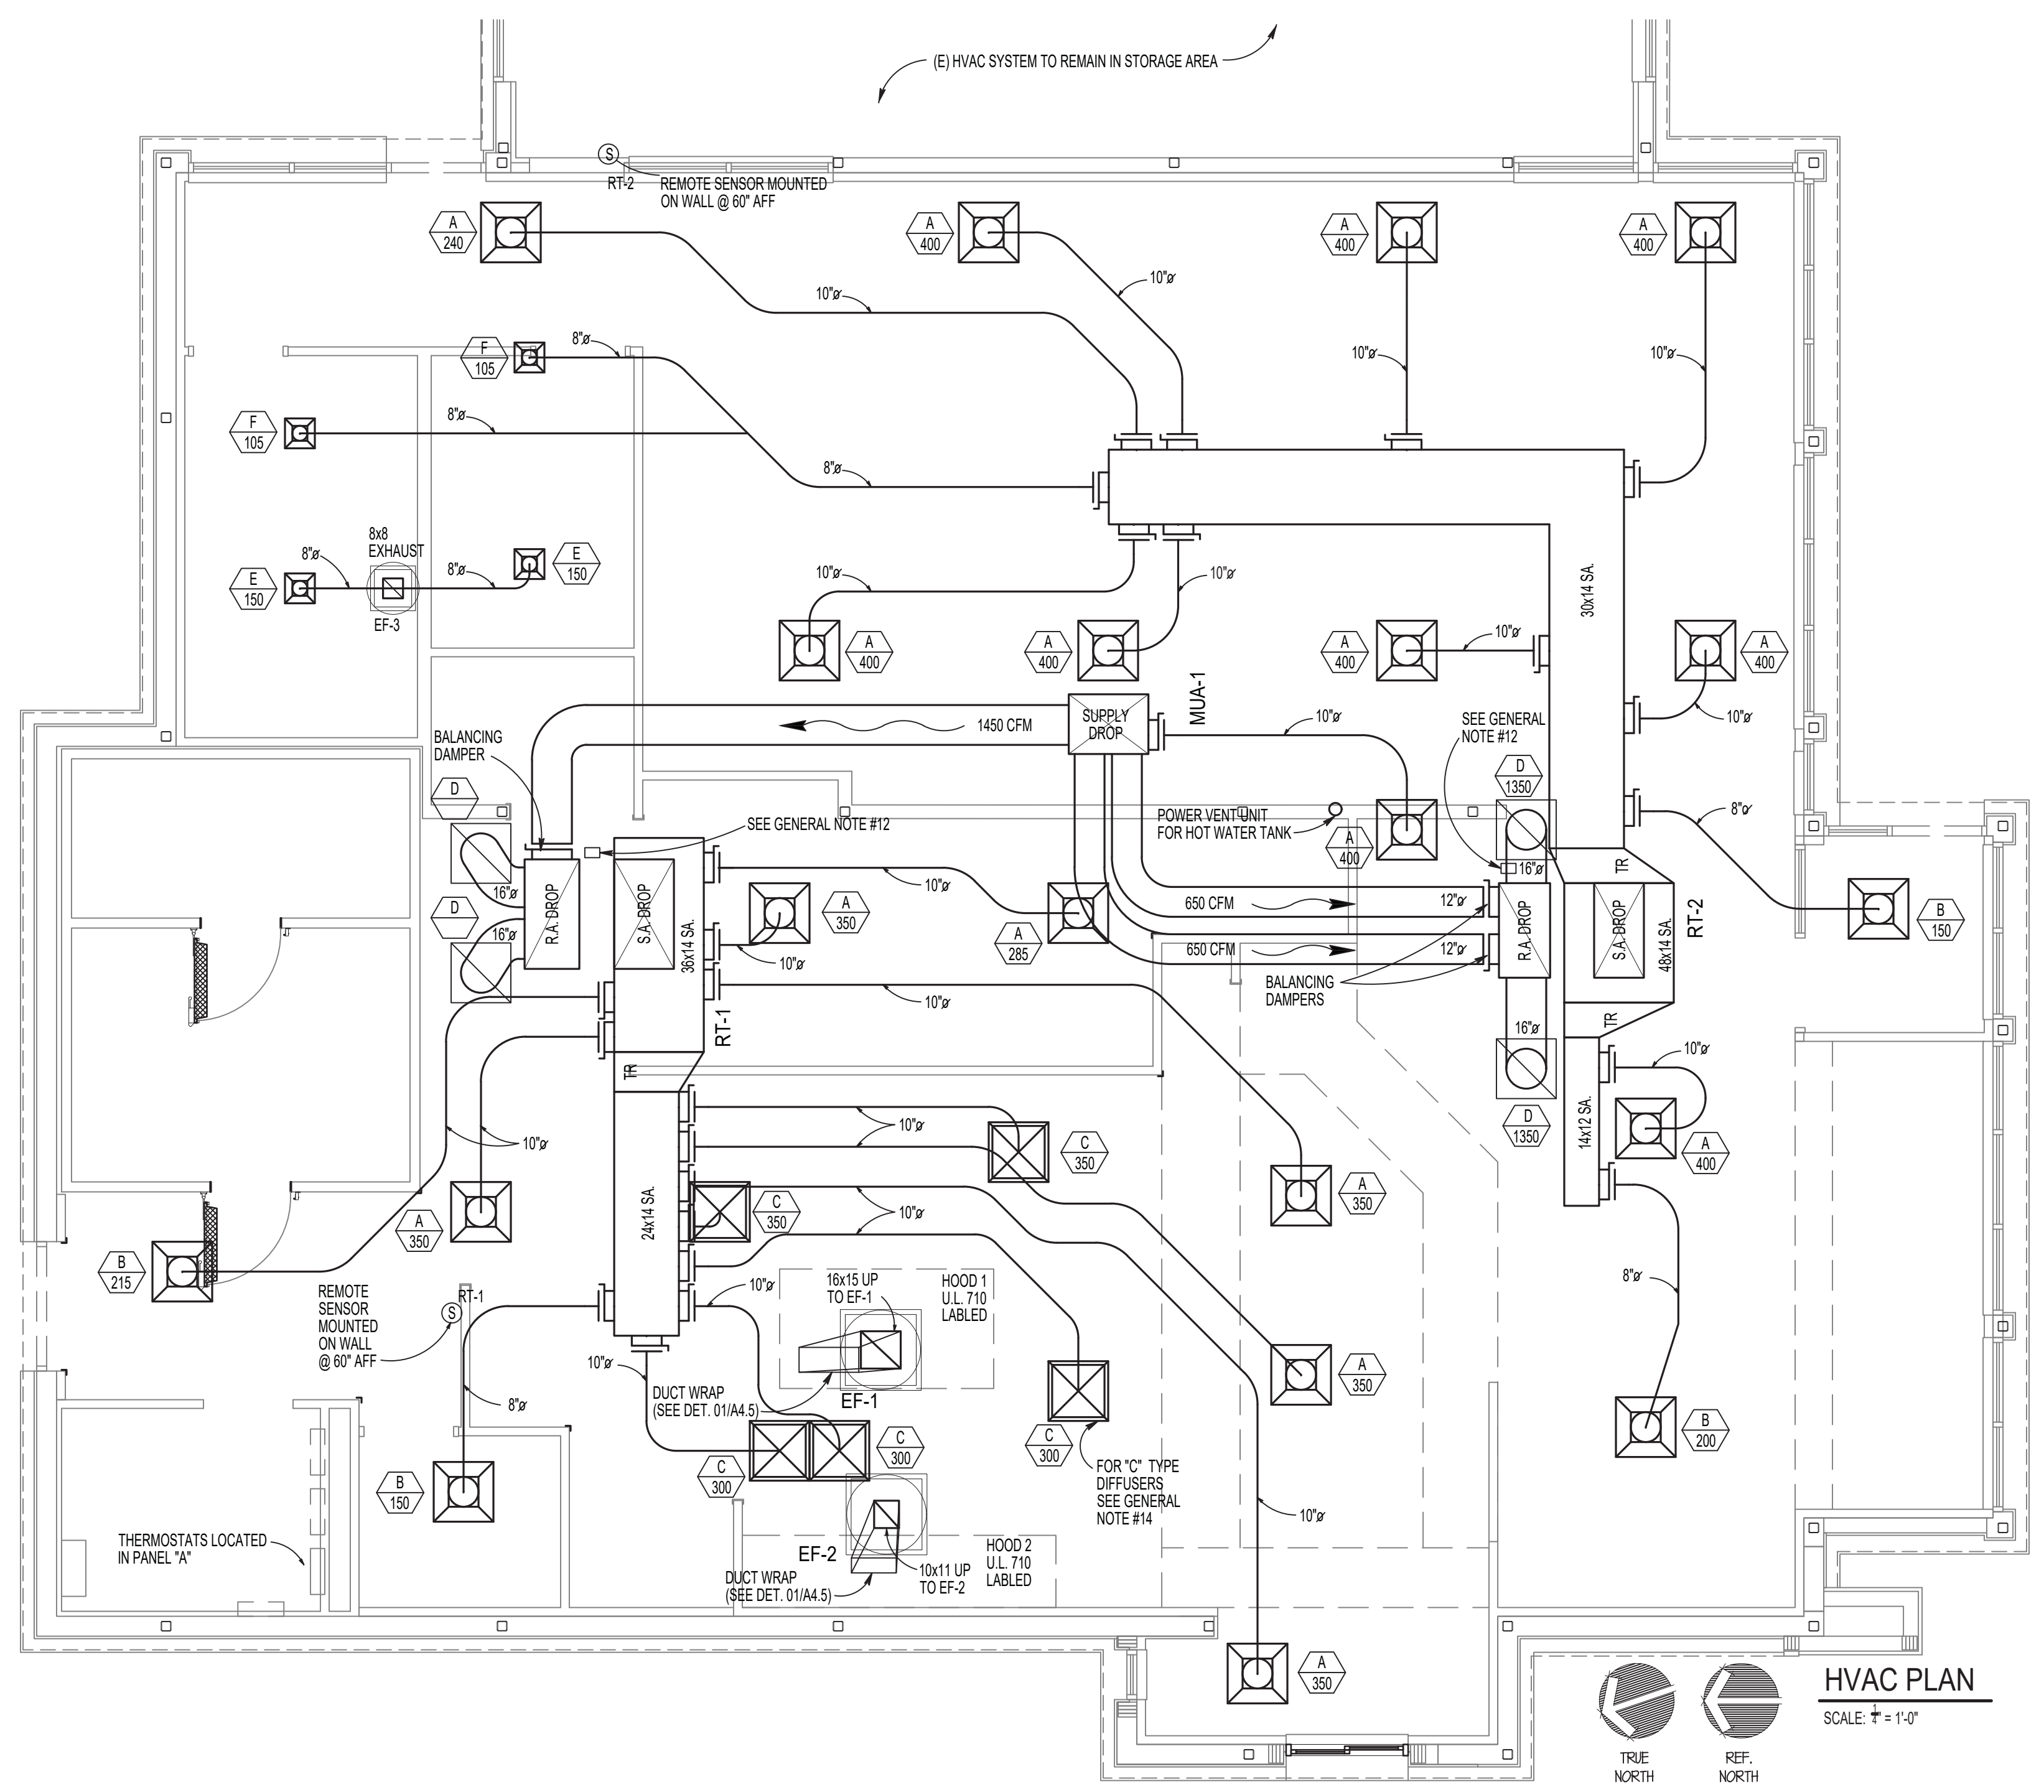 (E) HVAC SYSTEM TO REMAIN IN STORAGE AREA
S
RT-2
REMOTE SENSOR MOUNTED
ON WALL @ 60" AFF
A
240
A
400
A
400
A
400
10"ø
10"ø
10"ø
10"ø
F
105
8"ø
F
105
8"ø
8"ø
8x8
EXHAUST
8"ø
8"ø
E
150
E
150
EF-3
10"ø
10"ø
30x14 SA.
A
400
A
400
A
400
10"ø
A
400
10"ø
MUA-1
SUPPLY
DROP
1450 CFM
10"ø
SEE GENERAL
NOTE #12
BALANCING
DAMPER
D
D
1350
SEE GENERAL NOTE #12
POWER VENT UNIT
FOR HOT WATER TANK
A
400
8"ø
16"ø
TR
16"ø
R.A. DROP
S.A. DROP
36x14 SA.
10"ø
A
350
D
16"ø
10"ø
A
285
650 CFM
12"ø
650 CFM
12"ø
R.A. DROP
S.A. DROP
48x14 SA.
RT-2
B
150
BALANCING
DAMPERS
10"ø
RT-1
TR
16"ø
TR
10"ø
D
1350
14x12 SA.
A
400
10"ø
10"ø
C
350
A
350
24x14 SA.
C
350
10"ø
A
350
B
215
REMOTE
SENSOR
MOUNTED
ON WALL
@ 60" AFF
RT-1
S
10"ø
16x15 UP
TO EF-1
HOOD 1
U.L. 710
LABLED
8"ø
10"ø
DUCT WRAP
(SEE DET. 01/A4.5)
EF-1
A
350
8"ø
C
300
C
300
C
300
B
200
FOR "C" TYPE
DIFFUSERS
SEE GENERAL
NOTE #14
B
150
10"ø
THERMOSTATS LOCATED
IN PANEL "A"
EF-2
HOOD 2
U.L. 710
LABLED
DUCT WRAP
(SEE DET. 01/A4.5)
10x11 UP
TO EF-2
A
350
HVAC PLAN
SCALE: 1/4" = 1'-0"
TRUE
NORTH
REF.
NORTH